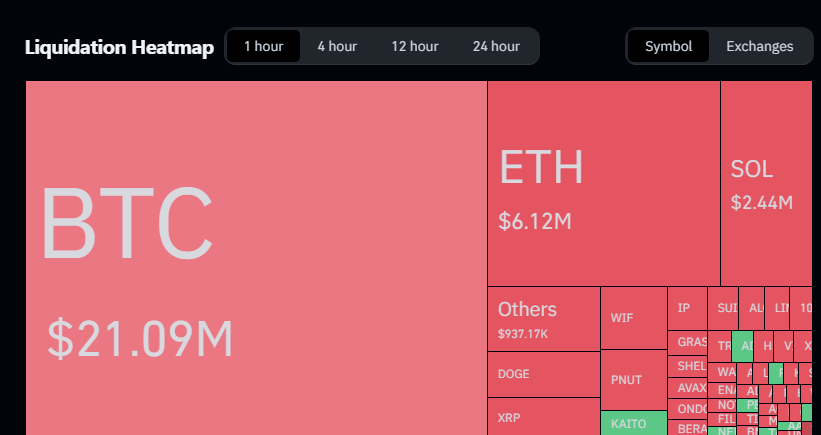 Liquidation Heatmap
1 hour
4 hour
12 hour
24 hour
Symbol
Exchanges
BTC
$21.09M
ETH
$6.12M
SOL
$2.44M
Others
$937.17K
DOGE
XRP
WIF
PNUT
KAITO
IP
GRAS
SHEL
AVAX
ONDO
BERA
SUI
AL
LI
10
TR
H
V
X
WA
A
L
EN
AL
NO
FIL
TI
A
M
NE